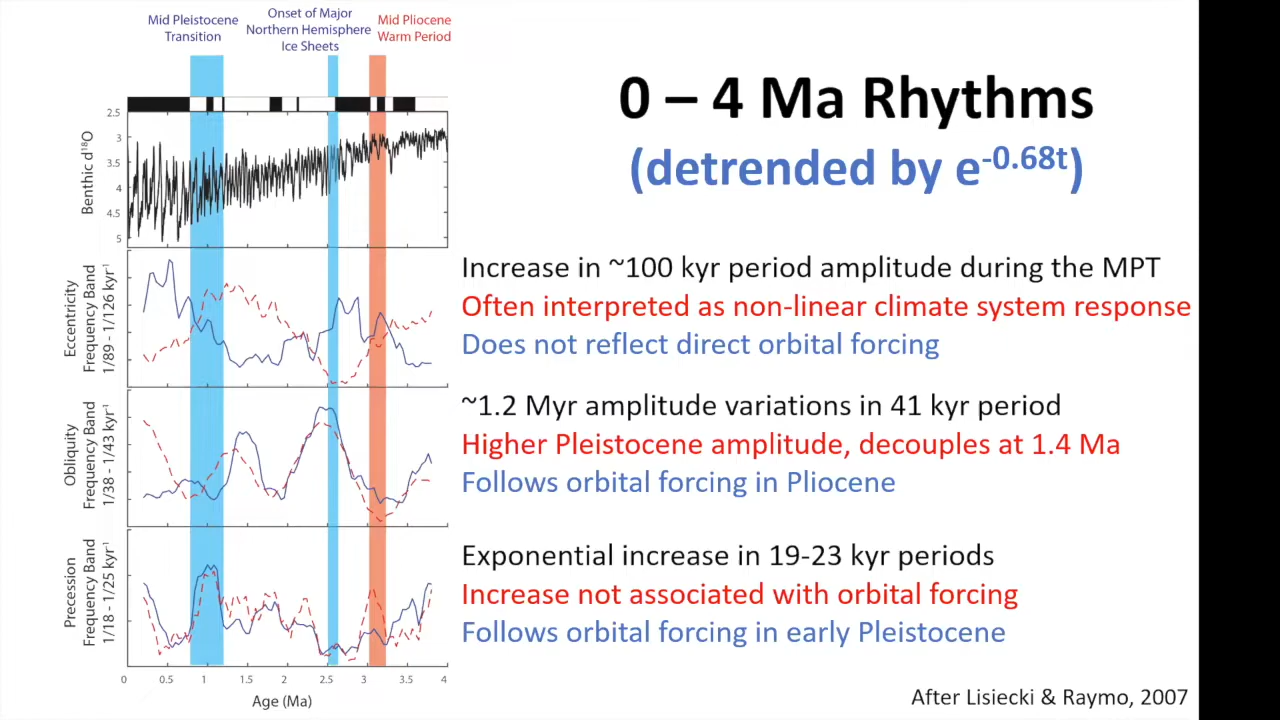 Mid Pleistocene
Transition
Onset of Major
Northern Hemisphere
Ice Sheets
Mid Pliocene
Warm Period
0 – 4 Ma Rhythms
(detrended by e^-0.68t)
Benthic d18O
2.5
3
3.5
4
4.5
5
Eccentricity
Frequency Band
1/89 - 1/126 kyr-1
Increase in ~100 kyr period amplitude during the MPT
Often interpreted as non-linear climate system response
Does not reflect direct orbital forcing
Obliquity
Frequency Band
1/38 - 1/43 kyr-1
~1.2 Myr amplitude variations in 41 kyr period
Higher Pleistocene amplitude, decouples at 1.4 Ma
Follows orbital forcing in Pliocene
Precession
Frequency Band
1/18 - 1/25 kyr-1
Exponential increase in 19-23 kyr periods
Increase not associated with orbital forcing
Follows orbital forcing in early Pleistocene
0 0.5 1 1.5 2 2.5 3 3.5 4
Age (Ma)
After Lisiecki & Raymo, 2007